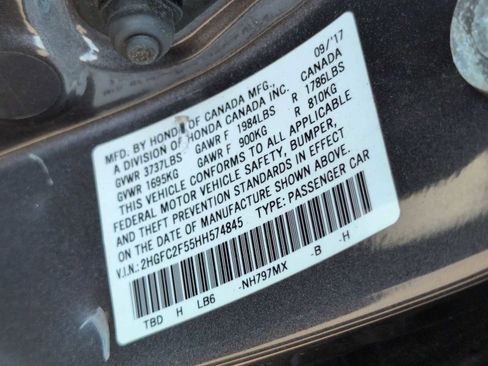 MFD. BY HONDA OF CANADA MFG. 09/'17
A DIVISION OF HONDA CANADA INC. CANADA
GVWR 3737LBS GAWR F 1984LBS R 1786LBS
GVWR 1695KG GAWR F 900KG R 810KG
THIS VEHICLE CONFORMS TO ALL APPLICABLE
FEDERAL MOTOR VEHICLE SAFETY, BUMPER,
AND THEFT PREVENTION STANDARDS IN EFFECT
ON THE DATE OF MANUFACTURE SHOWN ABOVE.
V.I.N.: 2HGFC2F55HH574845 TYPE: PASSENGER CAR
TBD H LB6 -NH797MX -B -H